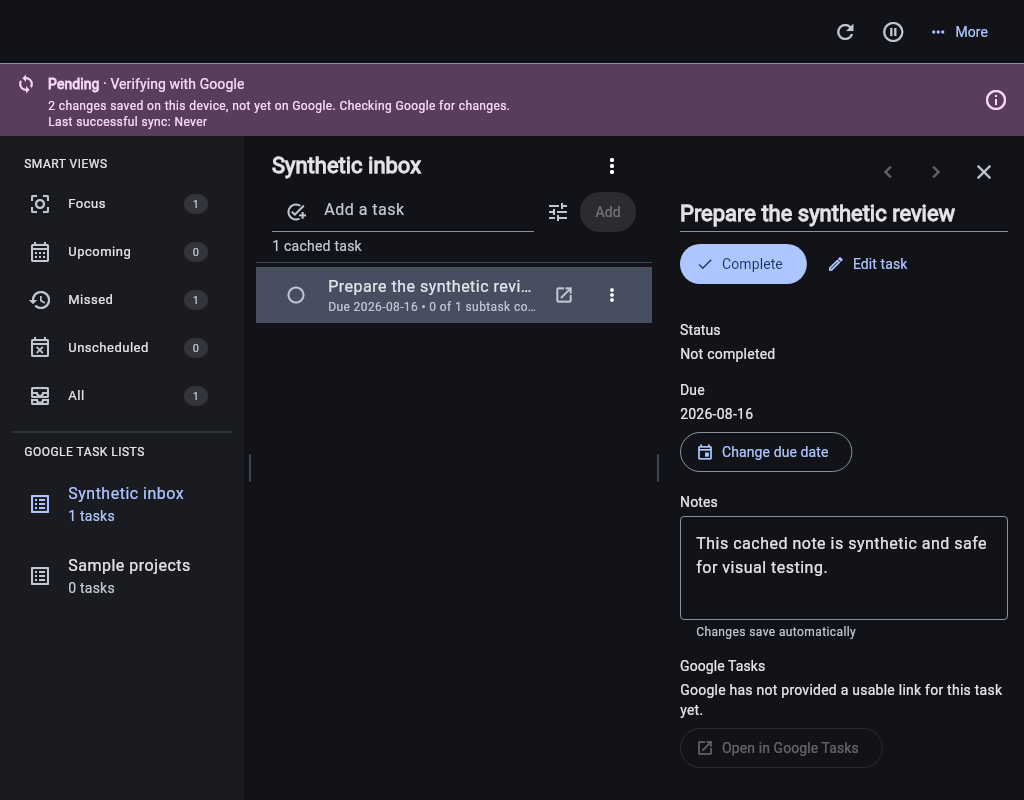 More
Pending · Verifying with Google
2 changes saved on this device, not yet on Google. Checking Google for changes.
Last successful sync: Never
SMART VIEWS
Focus 1
Upcoming 0
Missed 1
Unscheduled 0
All 1
GOOGLE TASK LISTS
Synthetic inbox
1 tasks
Sample projects
0 tasks
Synthetic inbox
Add a task
Add
1 cached task
Prepare the synthetic revi…
Due 2026-08-16 • 0 of 1 subtask co…
Prepare the synthetic review
Complete
Edit task
Status
Not completed
Due
2026-08-16
Change due date
Notes
This cached note is synthetic and safe
for visual testing.
Changes save automatically
Google Tasks
Google has not provided a usable link for this task
yet.
Open in Google Tasks